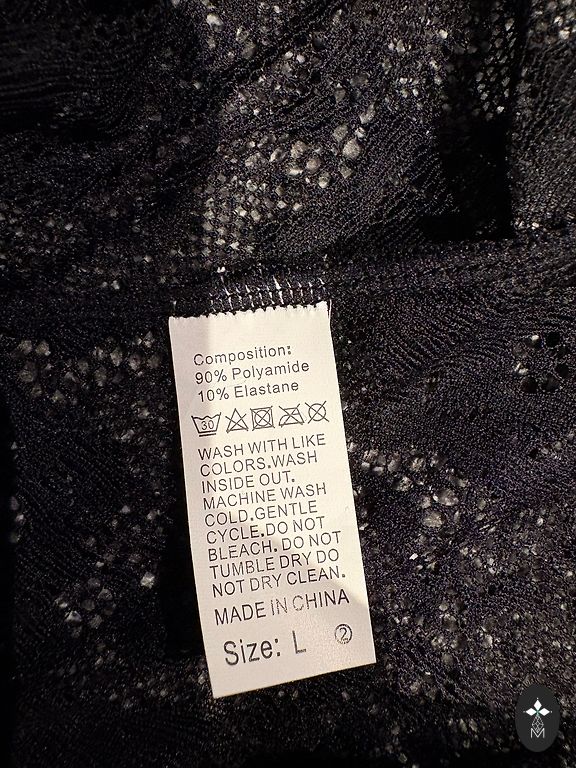 Composition:
90% Polyamide
10% Elastane
30
WASH WITH LIKE
COLORS.WASH
INSIDE OUT.
MACHINE WASH
COLD.GENTLE
CYCLE.DO NOT
BLEACH. DO NOT
TUMBLE DRY DO
NOT DRY CLEAN.
MADE IN CHINA
Size: L ②
M